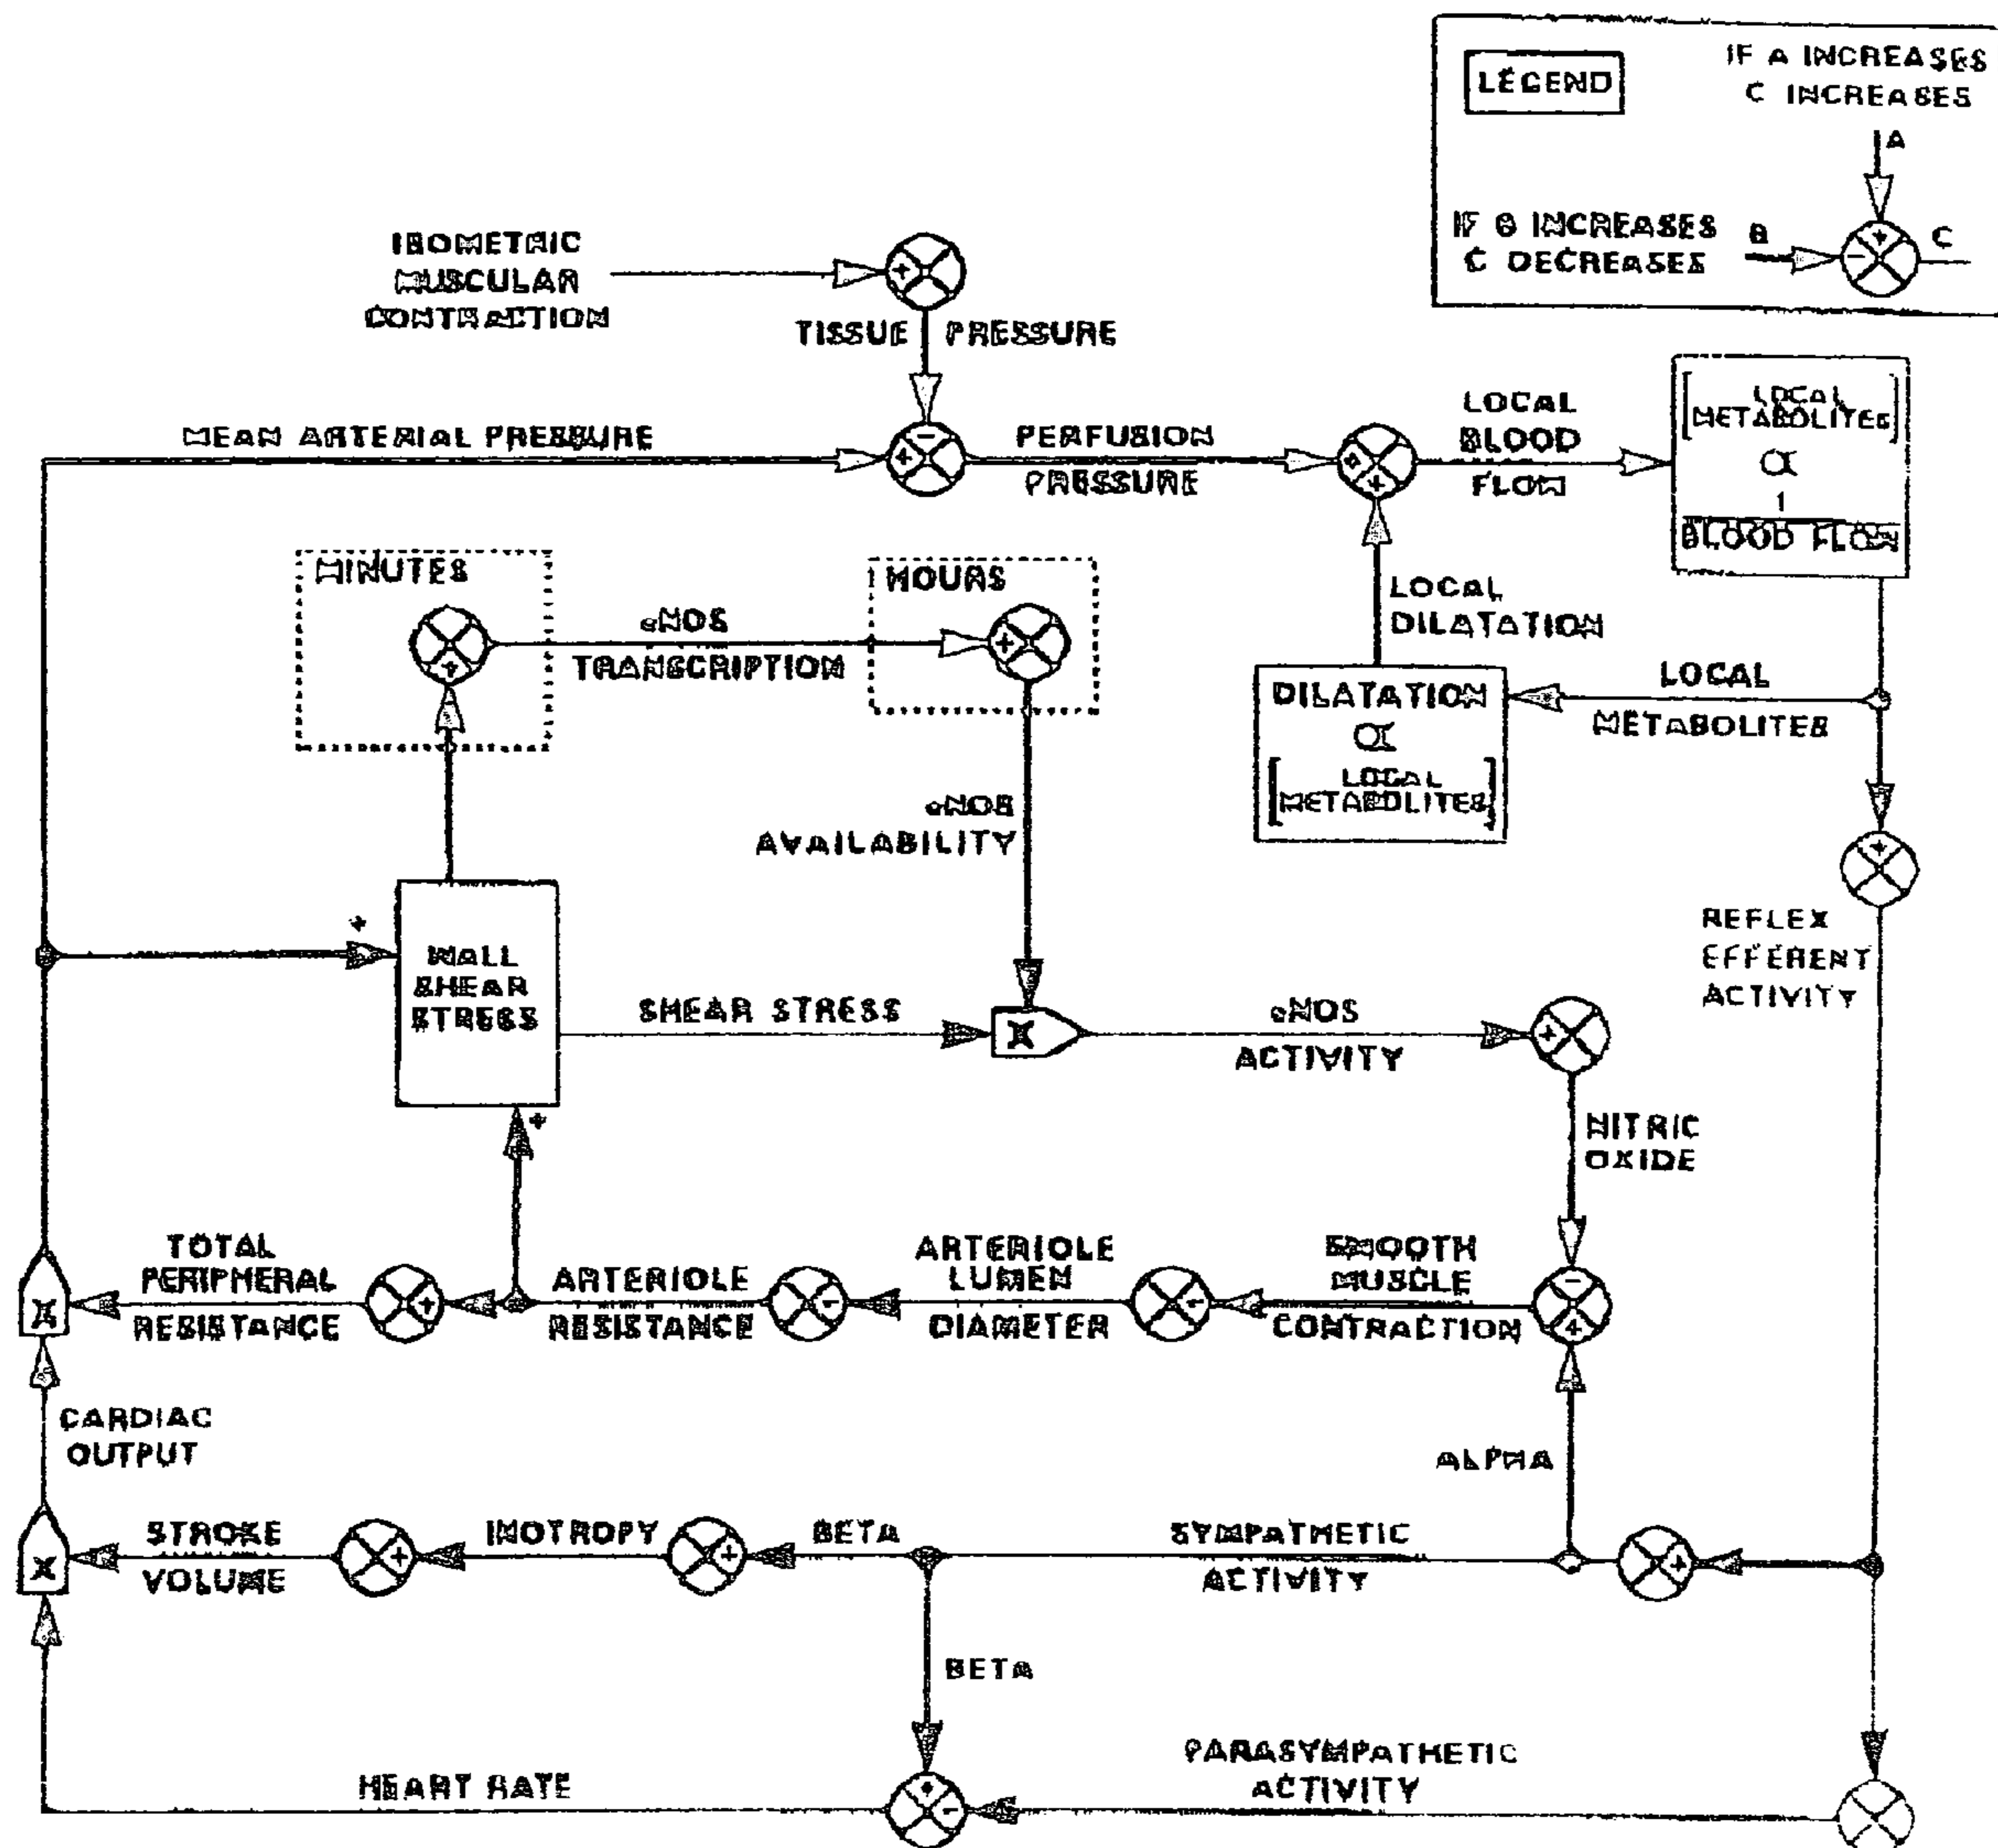 LEGEND
IF A INCREASES
C INCREASES
A
IF B INCREASES
C DECREASES
B
C
+
-
ISOMETRIC
MUSCULAR
CONTRACTION
+
TISSUE PRESSURE
MEAN ARTERIAL PRESSURE
-
+
PERFUSION
PRESSURE
+
+
LOCAL
BLOOD
FLOW
[LOCAL
METABOLITES]
α
1
BLOOD FLOW
MINUTES
+
eNOS
TRANSCRIPTION
HOURS
+
LOCAL
DILATATION
DILATATION
α
[LOCAL
METABOLITES]
LOCAL
METABOLITES
+
eNOS
AVAILABILITY
REFLEX
EFFERENT
ACTIVITY
+
WALL
SHEAR
STRESS
+
SHEAR STRESS
X
eNOS
ACTIVITY
+
NITRIC
OXIDE
X
TOTAL
PERIPHERAL
RESISTANCE
+
ARTERIOLE
RESISTANCE
-
ARTERIOLE
LUMEN
DIAMETER
-
SMOOTH
MUSCLE
CONTRACTION
-
+
CARDIAC
OUTPUT
ALPHA
X
STROKE
VOLUME
+
INOTROPY
+
BETA
SYMPATHETIC
ACTIVITY
+
BETA
HEART RATE
+
-
PARASYMPATHETIC
ACTIVITY